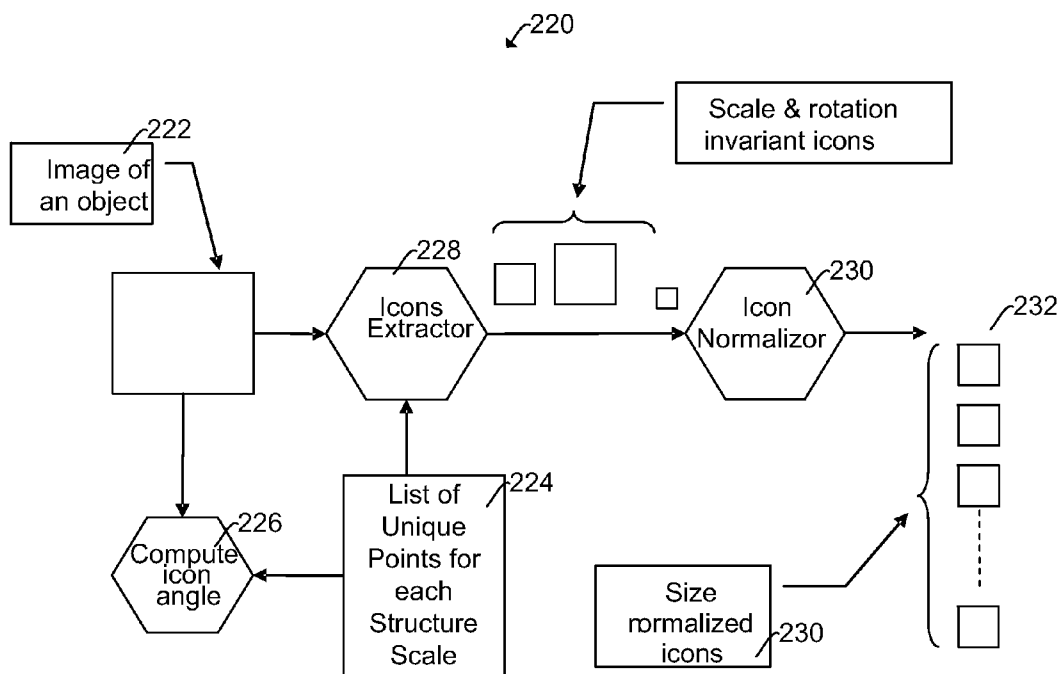 220
Scale & rotation
invariant icons
222
Image of
an object
228
Icons
Extractor
230
Icon
Normalizor
232
224
List of
Unique
Points for
each
Structure
Scale
226
Compute
icon
angle
Size
normalized
icons
230